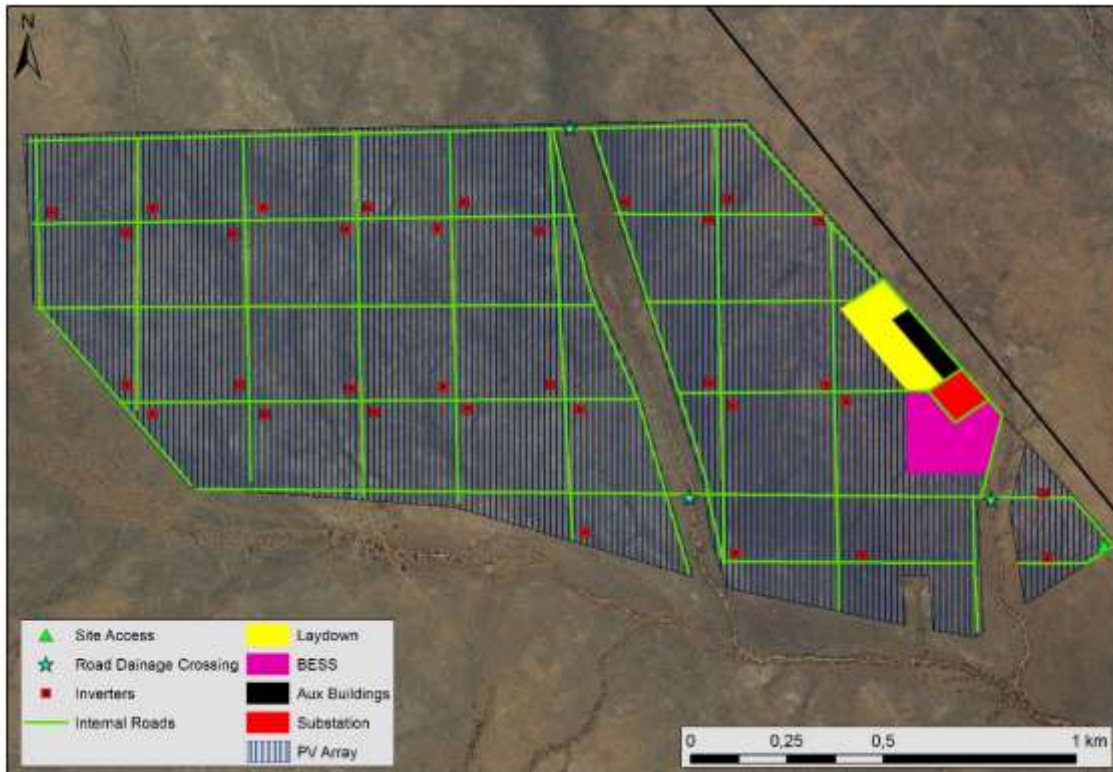 N
Site Access
Road Dainage Crossing
Inverters
Internal Roads
Laydown
BESS
Aux Buildings
Substation
PV Array
0 0,25 0,5 1 km